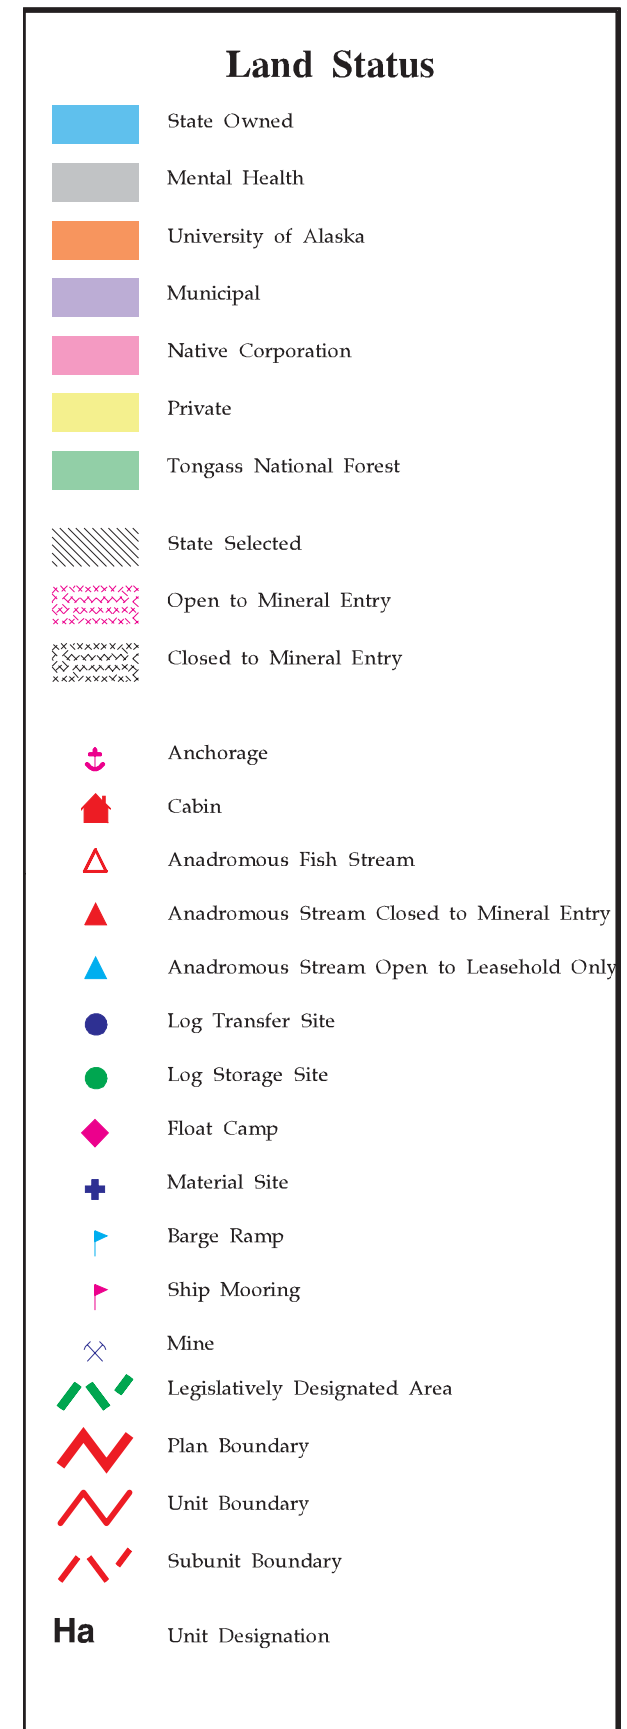 Land Status
State Owned
Mental Health
University of Alaska
Municipal
Native Corporation
Private
Tongass National Forest
State Selected
Open to Mineral Entry
Closed to Mineral Entry
Anchorage
Cabin
Anadromous Fish Stream
Anadromous Stream Closed to Mineral Entry
Anadromous Stream Open to Leasehold Only
Log Transfer Site
Log Storage Site
Float Camp
Material Site
Barge Ramp
Ship Mooring
Mine
Legislatively Designated Area
Plan Boundary
Unit Boundary
Subunit Boundary
Ha Unit Designation